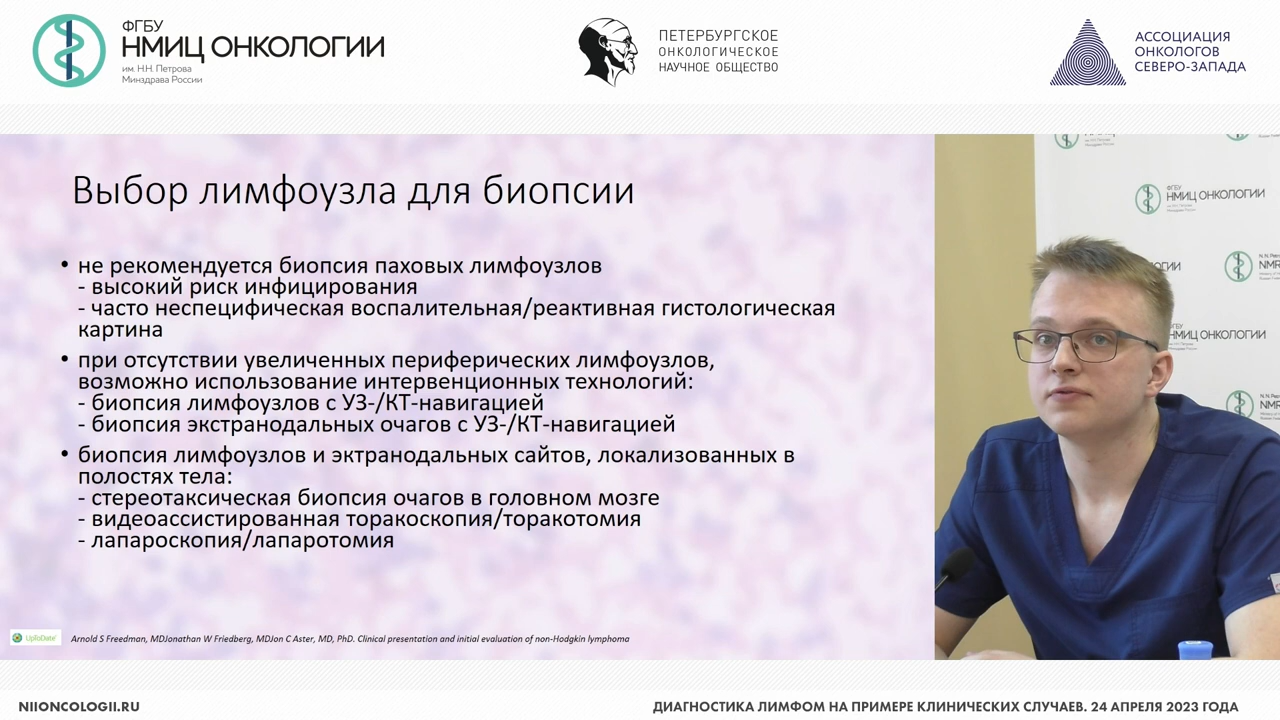 ФГБУ
НМИЦ ОНКОЛОГИИ
им. Н.Н. Петрова
Минздрава России
ПЕТЕРБУРГСКОЕ
ОНКОЛОГИЧЕСКОЕ
НАУЧНОЕ ОБЩЕСТВО
АССОЦИАЦИЯ
ОНКОЛОГОВ
СЕВЕРО-ЗАПАДА
Выбор лимфоузла для биопсии
• не рекомендуется биопсия паховых лимфоузлов
- высокий риск инфицирования
- часто неспецифическая воспалительная/реактивная гистологическая
картина
• при отсутствии увеличенных периферических лимфоузлов,
возможно использование интервенционных технологий:
- биопсия лимфоузлов с УЗ-/КТ-навигацией
- биопсия экстранодальных очагов с УЗ-/КТ-навигацией
• биопсия лимфоузлов и эктранодальных сайтов, локализованных в
полостях тела:
- стереотаксическая биопсия очагов в головном мозге
- видеоассистированная торакоскопия/торакотомия
- лапароскопия/лапаротомия
UpToDate
Arnold S Freedman, MDJonathan W Friedberg, MDJon C Aster, MD, PhD. Clinical presentation and initial evaluation of non-Hodgkin lymphoma
ФГБУ
НМИЦ ОНКОЛОГИИ
НМИЦ ОНКОЛОГИИ
NIIONCOLOGII.RU
ДИАГНОСТИКА ЛИМФОМ НА ПРИМЕРЕ КЛИНИЧЕСКИХ СЛУЧАЕВ. 24 АПРЕЛЯ 2023 ГОДА